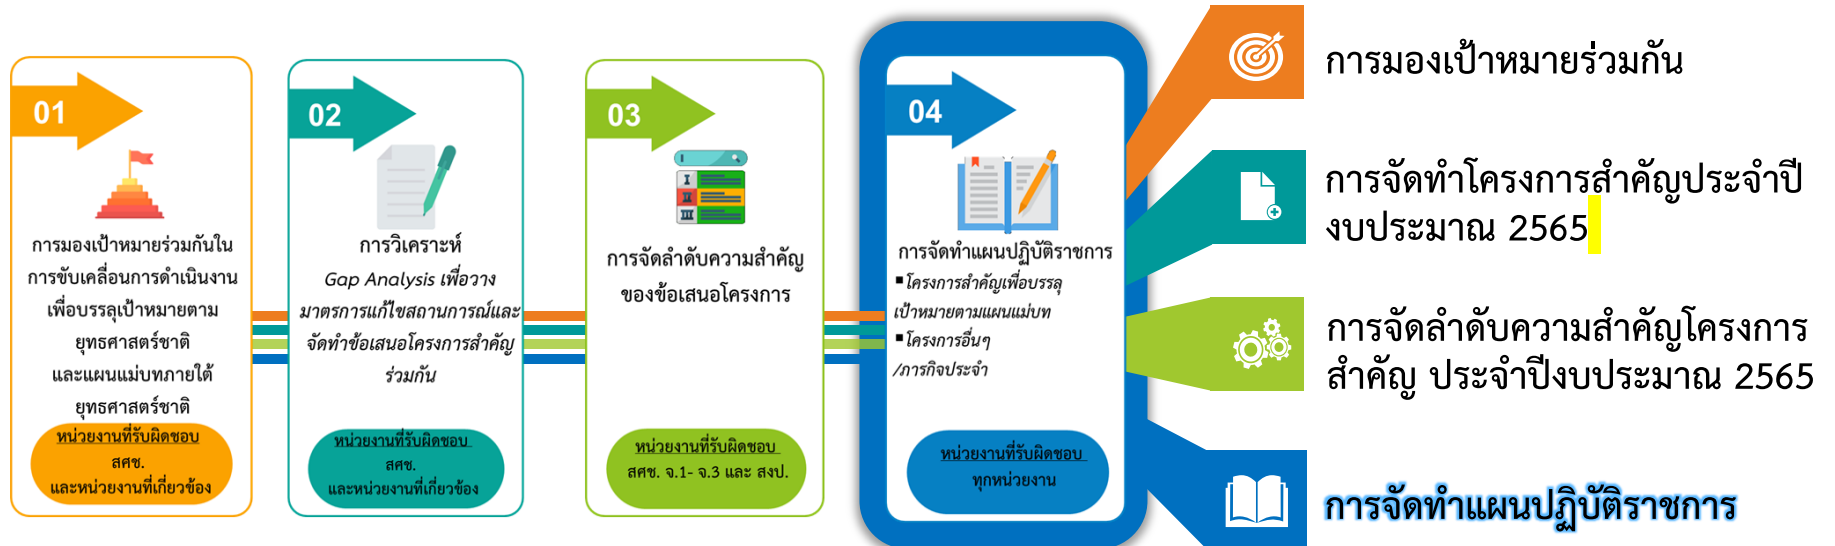 01
การมองเป้าหมายร่วมกันใน
การขับเคลื่อนการดำเนินงาน
เพื่อบรรลุเป้าหมายตาม
ยุทธศาสตร์ชาติ
และแผนแม่บทภายใต้
ยุทธศาสตร์ชาติ
หน่วยงานที่รับผิดชอบ
สศช.
และหน่วยงานที่เกี่ยวข้อง
02
การวิเคราะห์
Gap Analysis เพื่อวาง
มาตรการแก้ไขสถานการณ์และ
จัดทำข้อเสนอโครงการสำคัญ
ร่วมกัน
หน่วยงานที่รับผิดชอบ
สศช.
และหน่วยงานที่เกี่ยวข้อง
03
I
I
II
III
การจัดลำดับความสำคัญ
ของข้อเสนอโครงการ
หน่วยงานที่รับผิดชอบ
สศช. จ.1- จ.3 และ สงป.
04
การจัดทำแผนปฏิบัติราชการ
▪โครงการสำคัญเพื่อบรรลุ
เป้าหมายตามแผนแม่บท
▪โครงการอื่นๆ
/ภารกิจประจำ
หน่วยงานที่รับผิดชอบ
ทุกหน่วยงาน
การมองเป้าหมายร่วมกัน
การจัดทำโครงการสำคัญประจำปี
งบประมาณ 2565
การจัดลำดับความสำคัญโครงการ
สำคัญ ประจำปีงบประมาณ 2565
การจัดทำแผนปฏิบัติราชการ